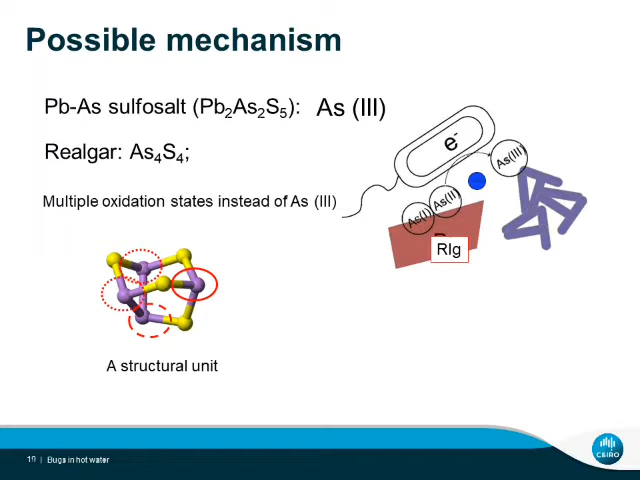 Possible mechanism
Pb-As sulfosalt (Pb₂As₂S₅): As (III)
Realgar: As₄S₄;
Multiple oxidation states instead of As (III)
e⁻
As(III)
As(II)
As(I)
Rlg
A structural unit
19 | Bugs in hot water
CSIRO